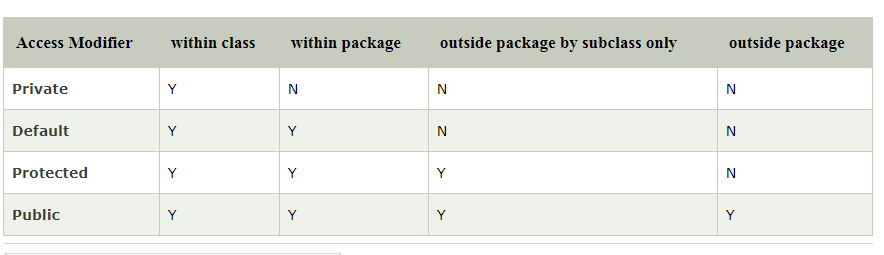 Access Modifier within class within package outside package by subclass only outside package
Private Y N N N
Default Y Y N N
Protected Y Y Y N
Public Y Y Y Y